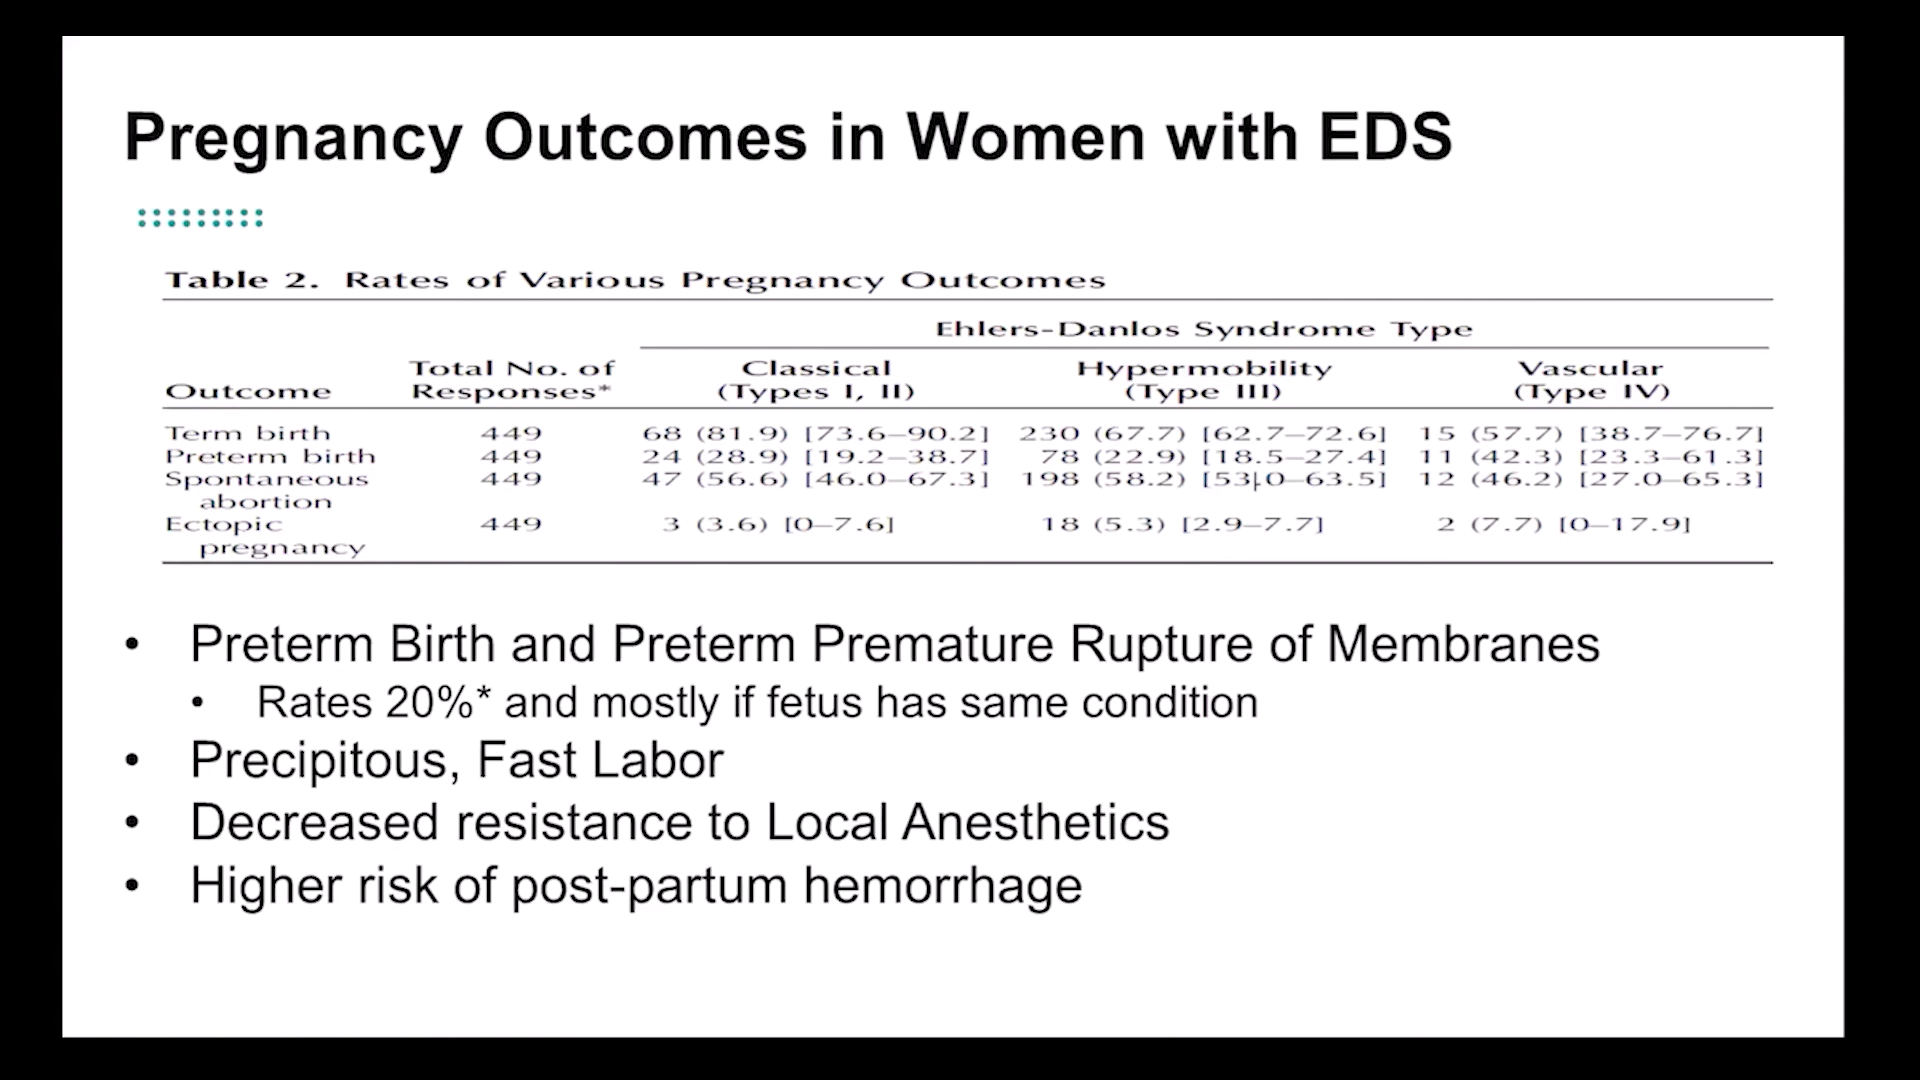 Pregnancy Outcomes in Women with EDS
Table 2. Rates of Various Pregnancy Outcomes
Ehlers-Danlos Syndrome Type
Total No. of Classical Hypermobility Vascular
Outcome Responses* (Types I, II) (Type III) (Type IV)
Term birth 449 68 (81.9) [73.6–90.2] 230 (67.7) [62.7–72.6] 15 (57.7) [38.7–76.7]
Preterm birth 449 24 (28.9) [19.2–38.7] 78 (22.9) [18.5–27.4] 11 (42.3) [23.3–61.3]
Spontaneous 449 47 (56.6) [46.0–67.3] 198 (58.2) [53.0–63.5] 12 (46.2) [27.0–65.3]
abortion
Ectopic 449 3 (3.6) [0–7.6] 18 (5.3) [2.9–7.7] 2 (7.7) [0–17.9]
pregnancy
• Preterm Birth and Preterm Premature Rupture of Membranes
• Rates 20%* and mostly if fetus has same condition
• Precipitous, Fast Labor
• Decreased resistance to Local Anesthetics
• Higher risk of post-partum hemorrhage